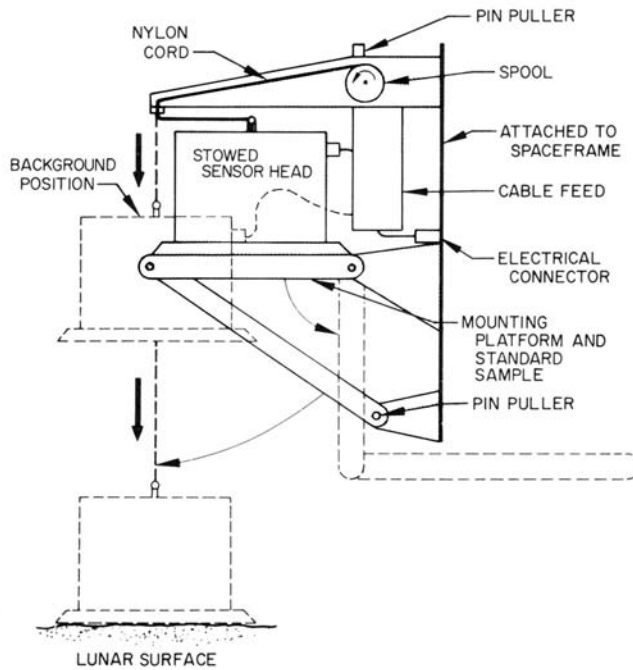 PIN PULLER
NYLON
CORD
SPOOL
ATTACHED TO
SPACEFRAME
STOWED
SENSOR HEAD
BACKGROUND
POSITION
CABLE FEED
ELECTRICAL
CONNECTOR
MOUNTING
PLATFORM AND
STANDARD
SAMPLE
PIN PULLER
LUNAR SURFACE